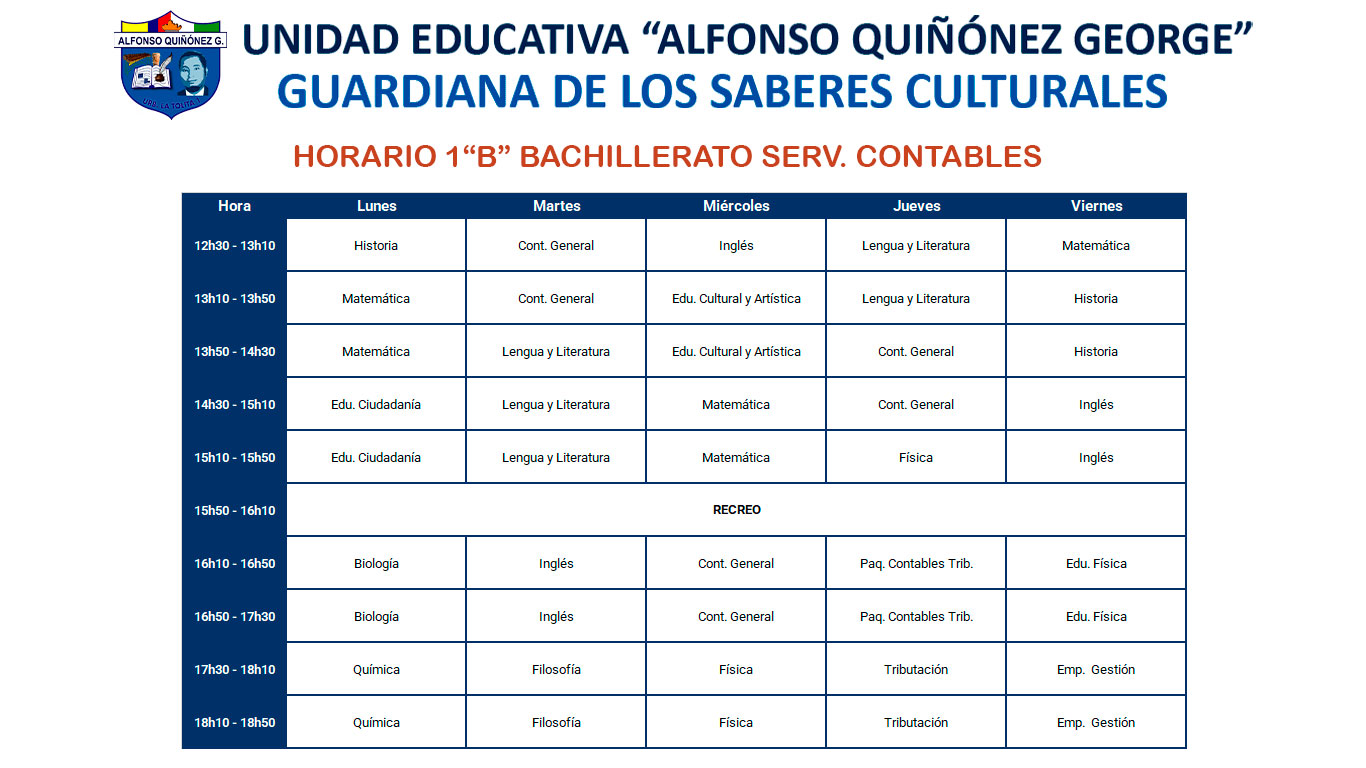 ALFONSO QUIÑÓNEZ G.
URB. LA TOLITA 1
UNIDAD EDUCATIVA “ALFONSO QUIÑÓNEZ GEORGE”
GUARDIANA DE LOS SABERES CULTURALES
HORARIO 1“B” BACHILLERATO SERV. CONTABLES
Hora Lunes Martes Miércoles Jueves Viernes
12h30 - 13h10 Historia Cont. General Inglés Lengua y Literatura Matemática
13h10 - 13h50 Matemática Cont. General Edu. Cultural y Artística Lengua y Literatura Historia
13h50 - 14h30 Matemática Lengua y Literatura Edu. Cultural y Artística Cont. General Historia
14h30 - 15h10 Edu. Ciudadanía Lengua y Literatura Matemática Cont. General Inglés
15h10 - 15h50 Edu. Ciudadanía Lengua y Literatura Matemática Física Inglés
15h50 - 16h10 RECREO
16h10 - 16h50 Biología Inglés Cont. General Paq. Contables Trib. Edu. Física
16h50 - 17h30 Biología Inglés Cont. General Paq. Contables Trib. Edu. Física
17h30 - 18h10 Química Filosofía Física Tributación Emp. Gestión
18h10 - 18h50 Química Filosofía Física Tributación Emp. Gestión